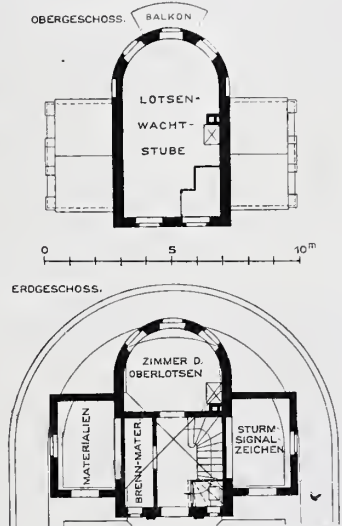 OBERGESCHOSS.
BALKON
LOTSEN-
WACHT-
STUBE
0 5 10m
ERDGESCHOSS.
ZIMMER D.
OBERLOTSEN
MATERIALIEN
BRENN-MATER.
STURM-
SIGNAL-
ZEICHEN